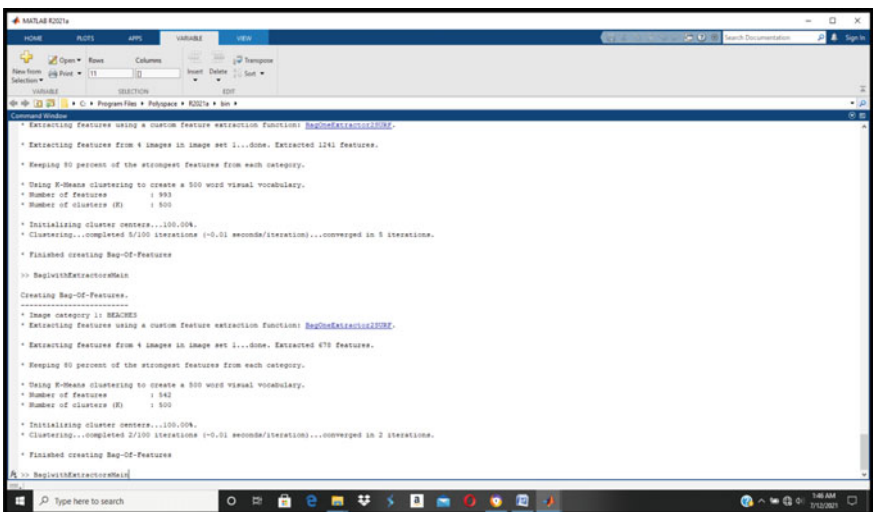 MATLAB R2021a
HOME PLOTS APPS VARIABLE VIEW Search Documentation Sign In
New from Selection Open Rows Columns Insert Delete Transpose
Print 11 Sort
VARIABLE SELECTION EDIT
C: Program Files Polyspace R2021a bin
Command Window
* Extracting features using a custom feature extraction function: BagOneExtractor2SURF.
* Extracting features from 4 images in image set 1...done. Extracted 1241 features.
* Keeping 80 percent of the strongest features from each category.
* Using K-Means clustering to create a 500 word visual vocabulary.
* Number of features : 993
* Number of clusters (K) : 500
* Initializing cluster centers...100.00%.
* Clustering...completed 5/100 iterations (~0.01 seconds/iteration)...converged in 5 iterations.
* Finished creating Bag-Of-Features
>> Bag1withExtractorsMain
Creating Bag-Of-Features.
-------------------------
* Image category 1: BEACHES
* Extracting features using a custom feature extraction function: BagOneExtractor2SURF.
* Extracting features from 4 images in image set 1...done. Extracted 678 features.
* Keeping 80 percent of the strongest features from each category.
* Using K-Means clustering to create a 500 word visual vocabulary.
* Number of features : 542
* Number of clusters (K) : 500
* Initializing cluster centers...100.00%.
* Clustering...completed 2/100 iterations (~0.01 seconds/iteration)...converged in 2 iterations.
* Finished creating Bag-Of-Features
>> Bag1withExtractorsMain
Type here to search
1:46 AM
7/12/2021